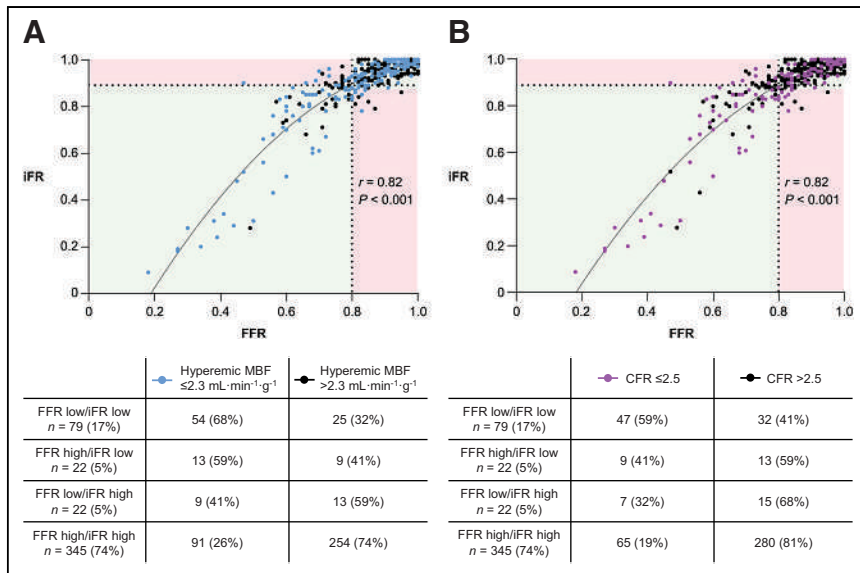 A
iFR
1.0
0.8
0.6
0.4
0.2
0
r = 0.82
P < 0.001
0 0.2 0.4 0.6 0.8 1.0
FFR
Hyperemic MBF
≤2.3 mL·min⁻¹·g⁻¹
Hyperemic MBF
>2.3 mL·min⁻¹·g⁻¹
FFR low/iFR low
n = 79 (17%)
54 (68%) 25 (32%)
FFR high/iFR low
n = 22 (5%)
13 (59%) 9 (41%)
FFR low/iFR high
n = 22 (5%)
9 (41%) 13 (59%)
FFR high/iFR high
n = 345 (74%)
91 (26%) 254 (74%)
B
iFR
1.0
0.8
0.6
0.4
0.2
0
r = 0.82
P < 0.001
0 0.2 0.4 0.6 0.8 1.0
FFR
CFR ≤2.5 CFR >2.5
FFR low/iFR low
n = 79 (17%)
47 (59%) 32 (41%)
FFR high/iFR low
n = 22 (5%)
9 (41%) 13 (59%)
FFR low/iFR high
n = 22 (5%)
7 (32%) 15 (68%)
FFR high/iFR high
n = 345 (74%)
65 (19%) 280 (81%)